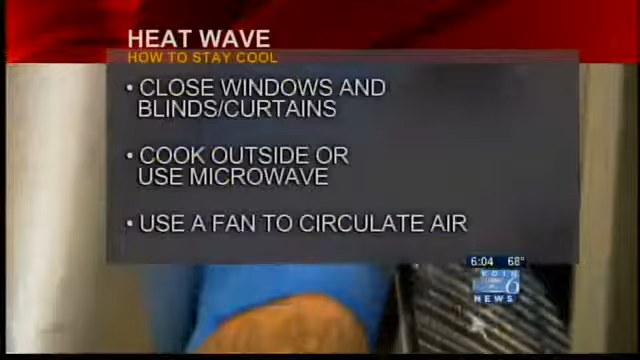 HEAT WAVE
HOW TO STAY COOL
• CLOSE WINDOWS AND
BLINDS/CURTAINS
• COOK OUTSIDE OR
USE MICROWAVE
• USE A FAN TO CIRCULATE AIR
6:04 68°
KOIN
6
NEWS